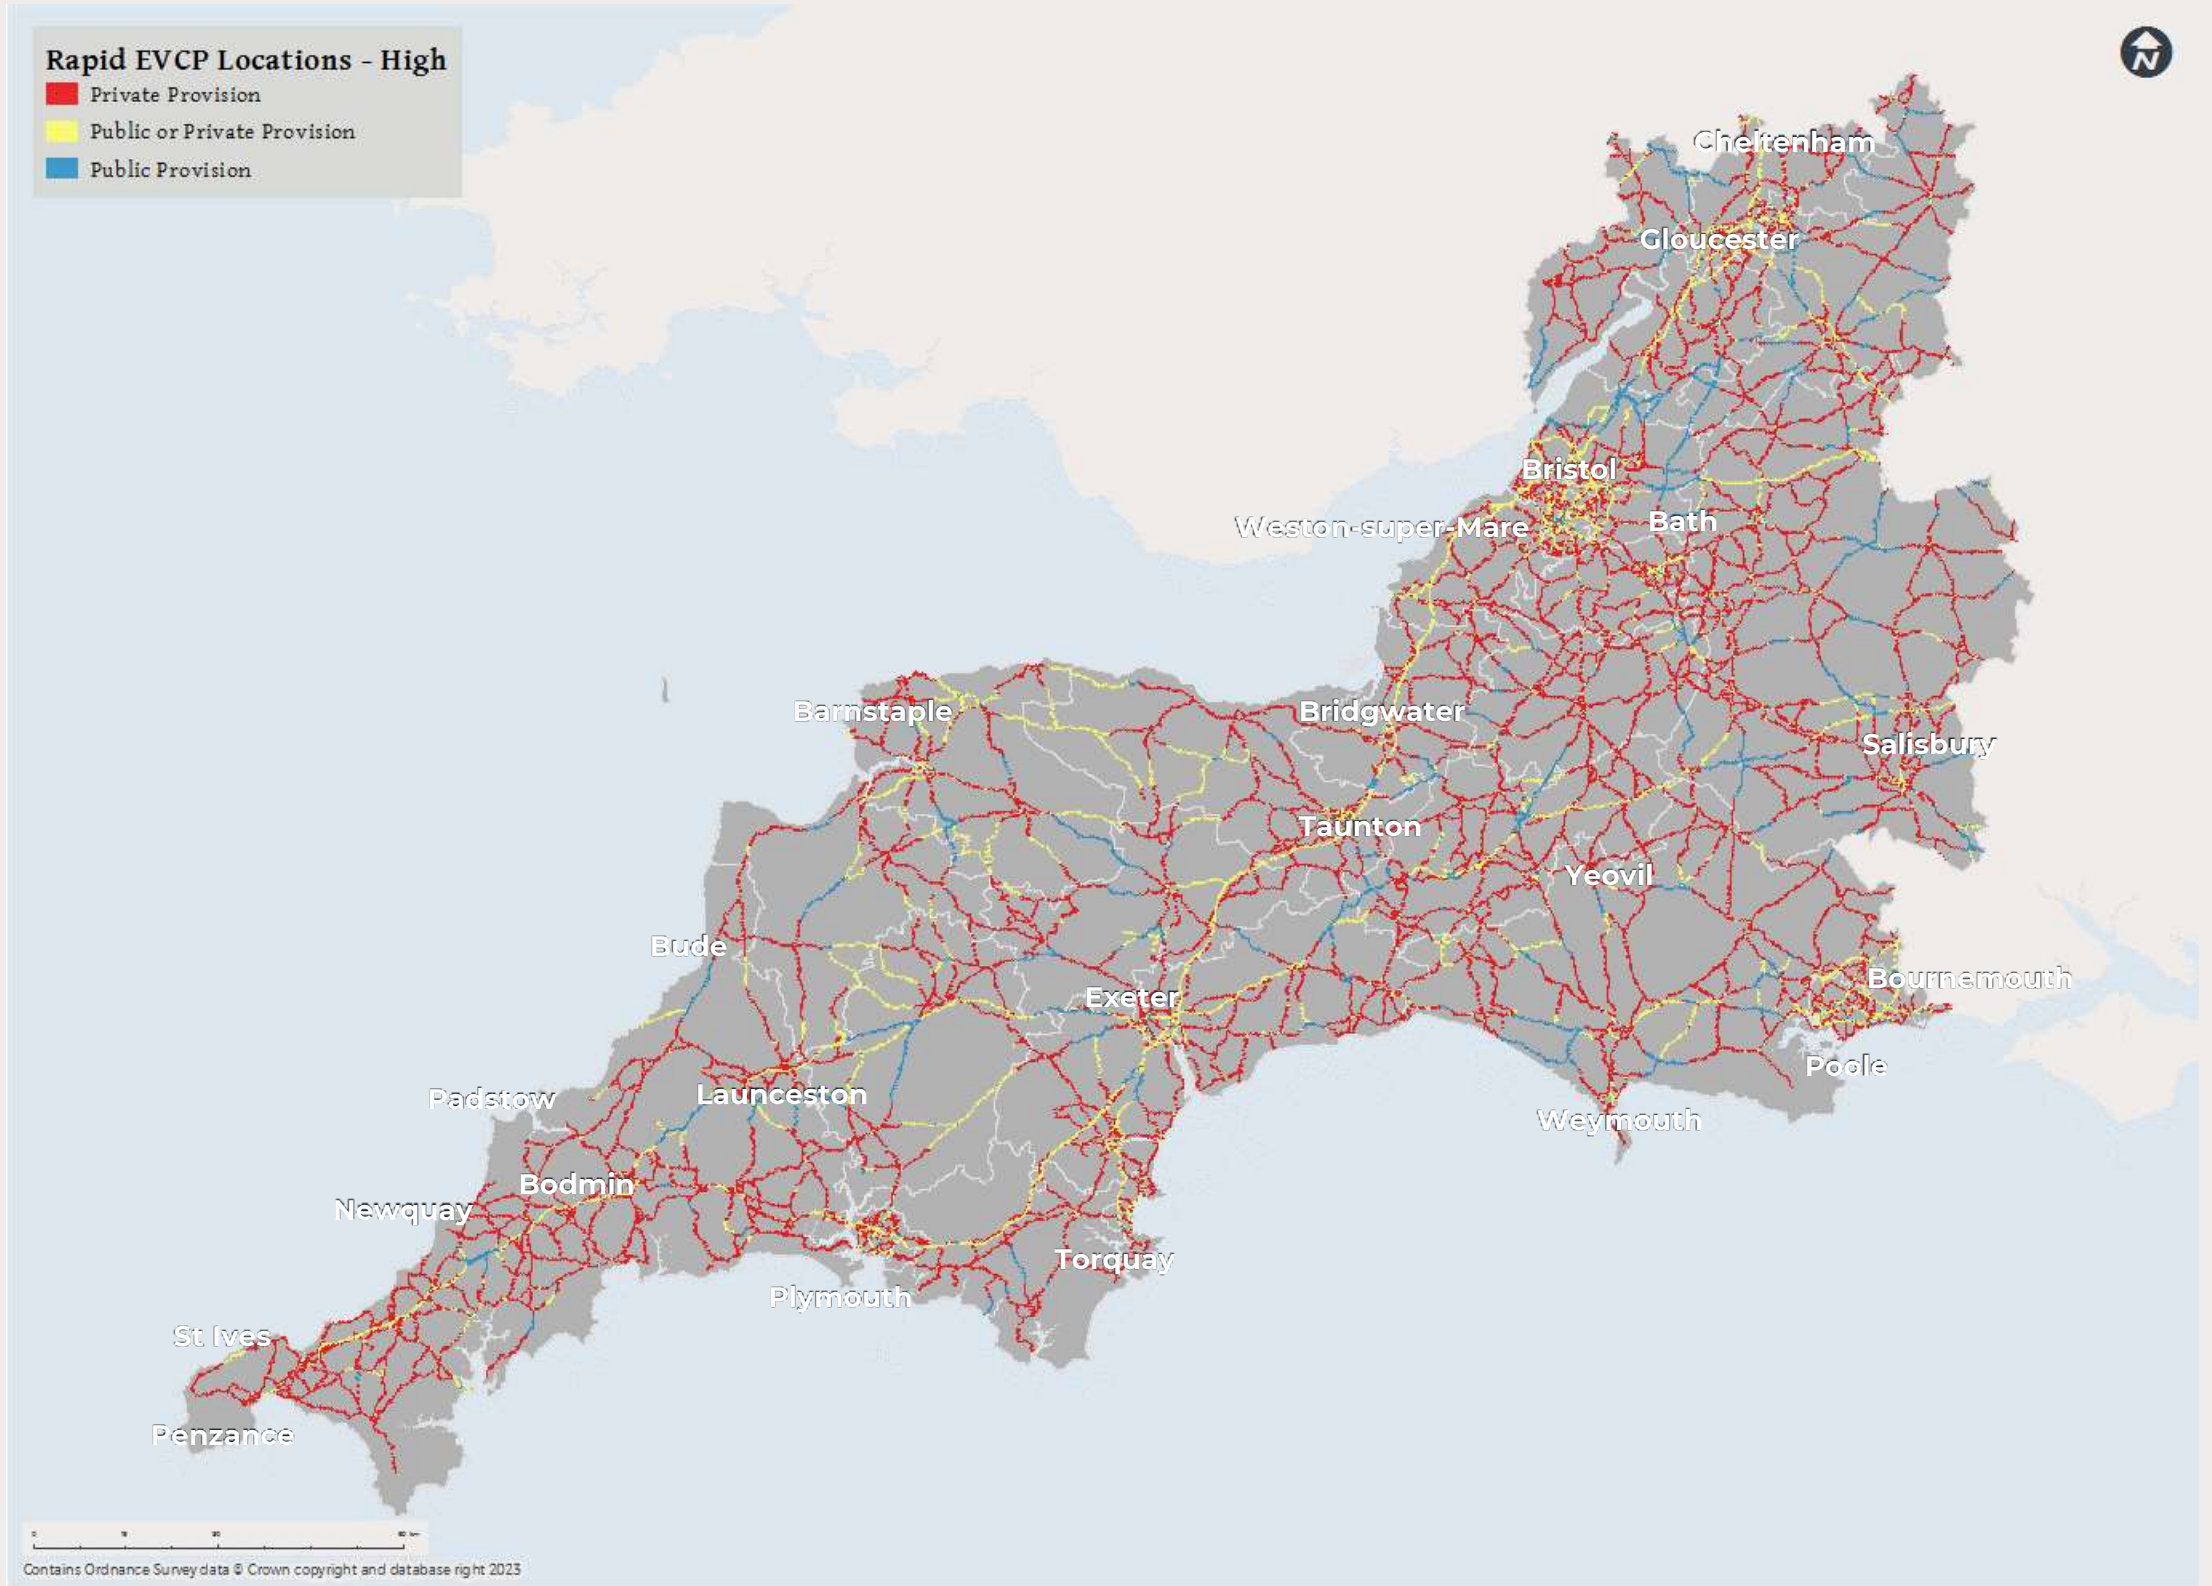 Rapid EVCP Locations - High
Private Provision
Public or Private Provision
Public Provision
N
Cheltenham
Gloucester
Bristol
Weston-super-Mare
Bath
Barnstaple
Bridgwater
Salisbury
Taunton
Yeovil
Bude
Bournemouth
Exeter
Poole
Launceston
Padstow
Weymouth
Bodmin
Newquay
Torquay
Plymouth
St Ives
Penzance
Contains Ordnance Survey data © Crown copyright and database right 2023